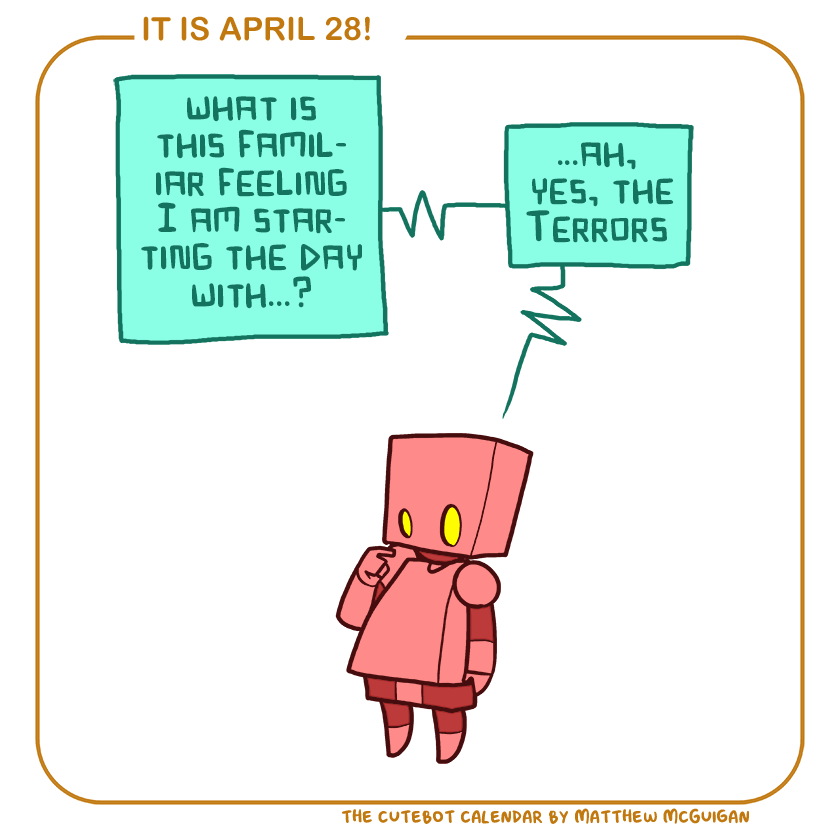 IT IS APRIL 28!
WHAT IS
THIS FAMIL-
IAR FEELING
I AM STAR-
TING THE DAY
WITH...?
...AH,
YES, THE
TERRORS
THE CUTEBOT CALENDAR BY MATTHEW MCGUIGAN